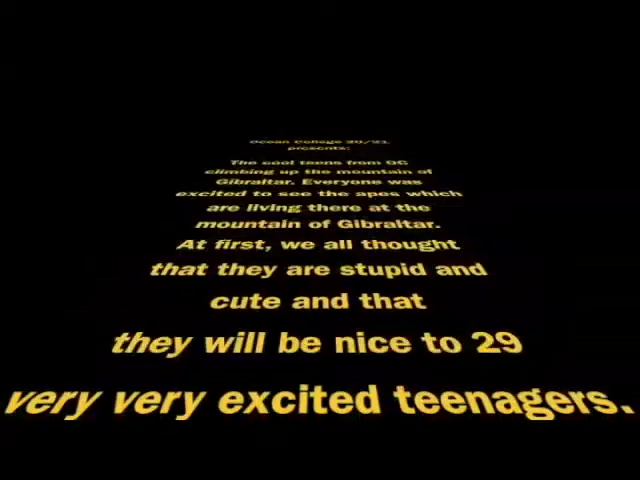 Ocean College 20/21
presents:
The cool teens from OC
climbing up the mountain of
Gibraltar. Everyone was
excited to see the apes which
are living there at the
mountain of Gibraltar.
At first, we all thought
that they are stupid and
cute and that
they will be nice to 29
very very excited teenagers.